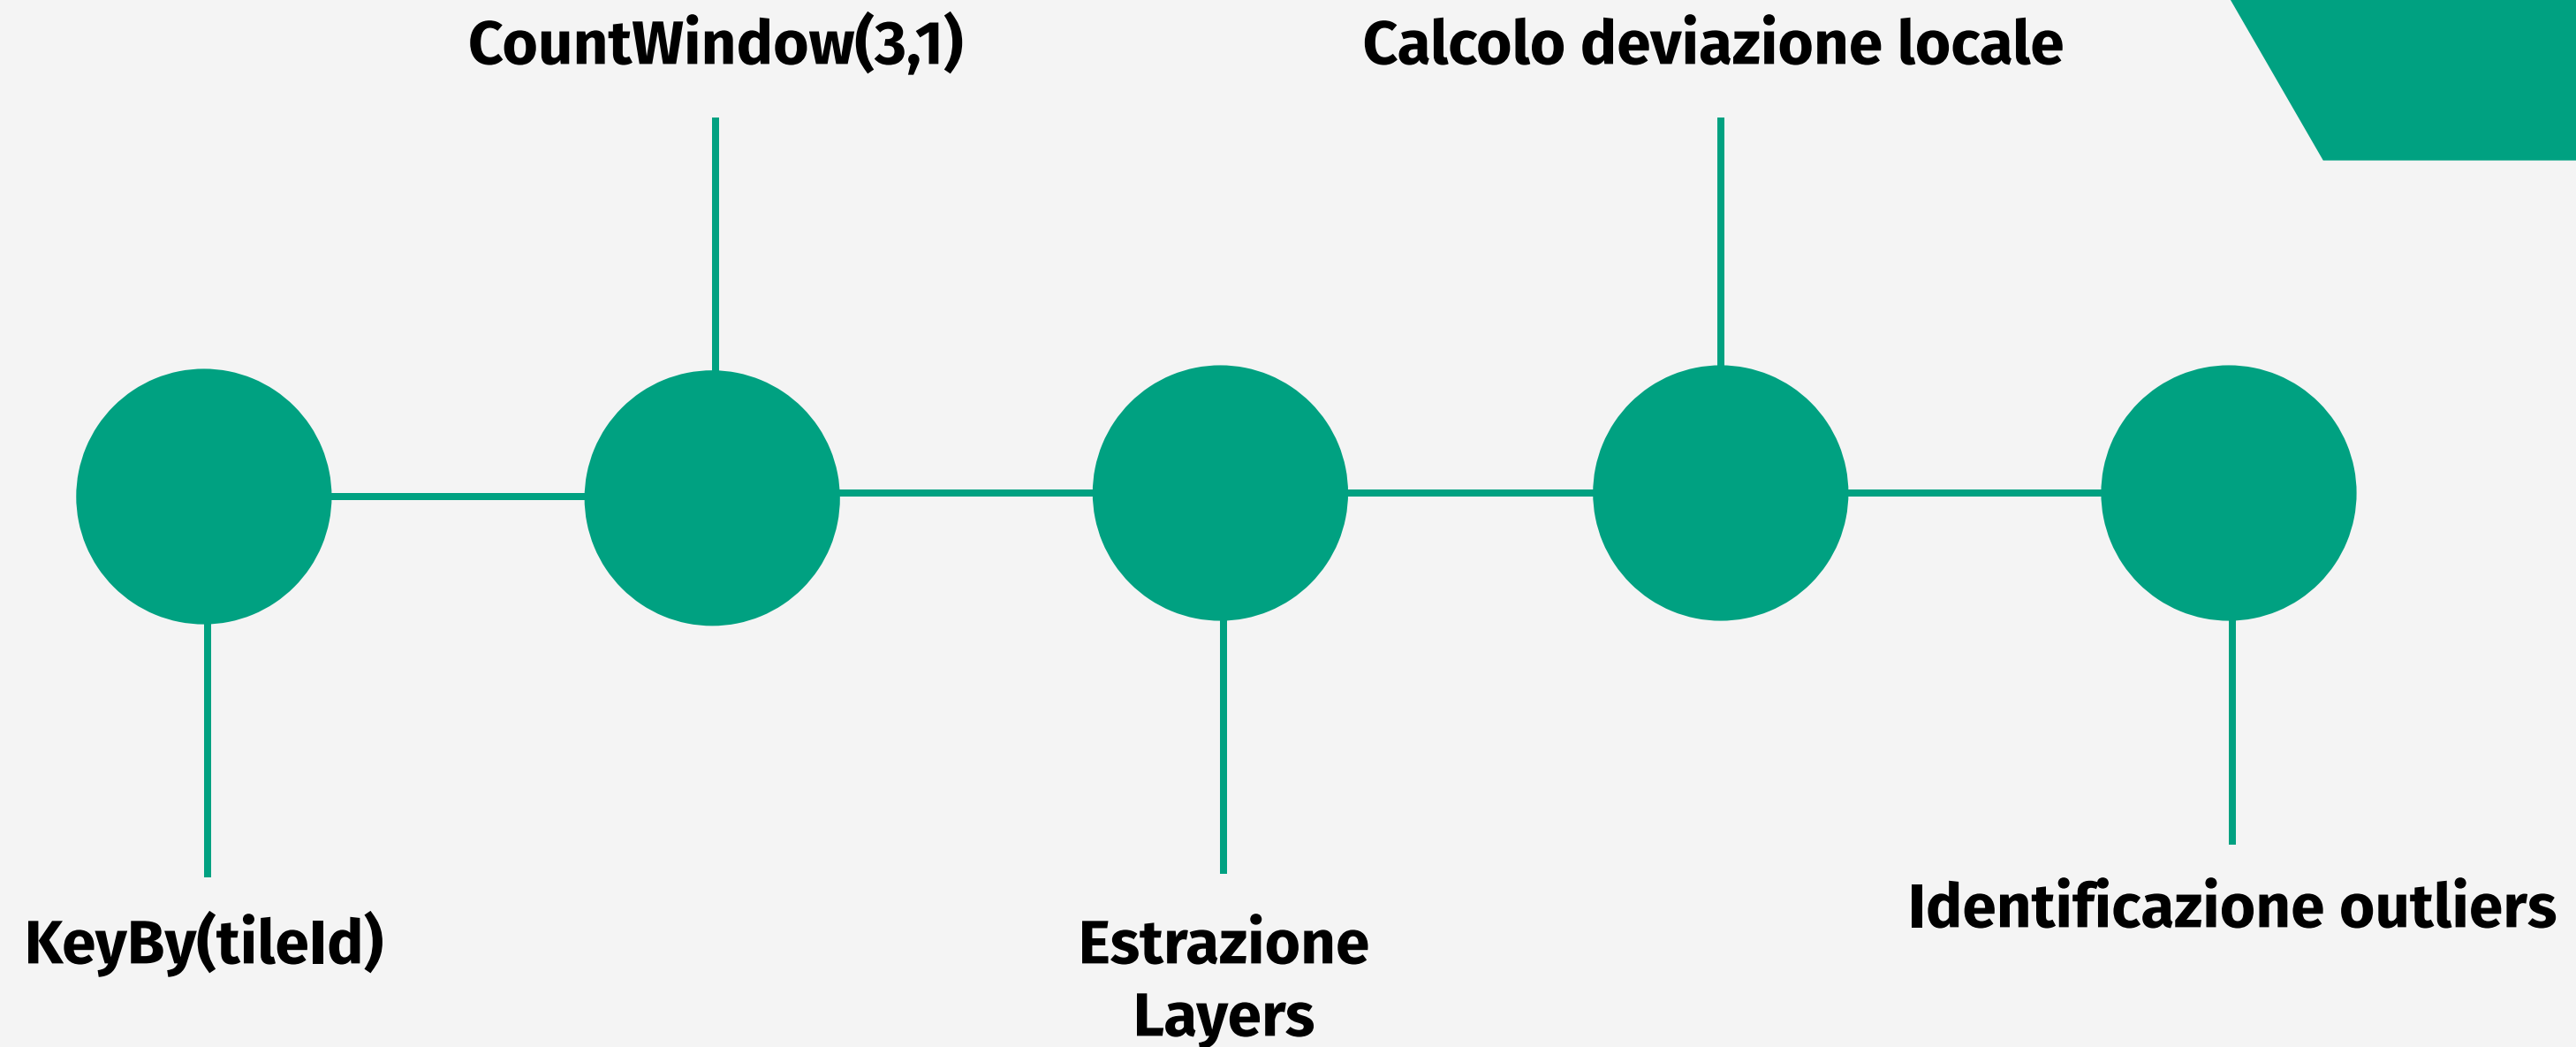 CountWindow(3,1)
Calcolo deviazione locale
KeyBy(tileId)
Estrazione
Layers
Identificazione outliers